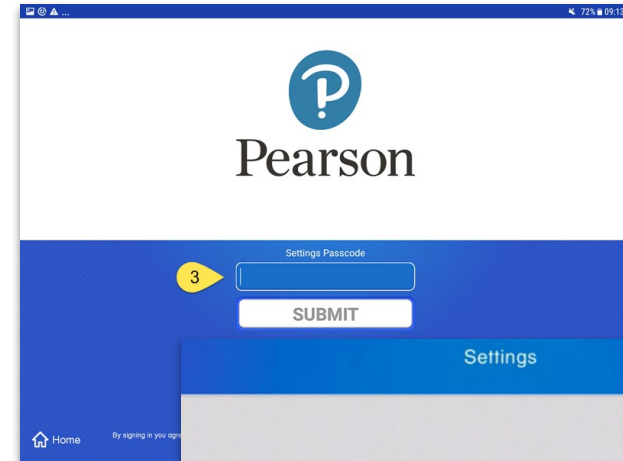 ... 72% 09:13
Pearson
Settings Passcode
3
SUBMIT
Settings
Home
By signing in you agre